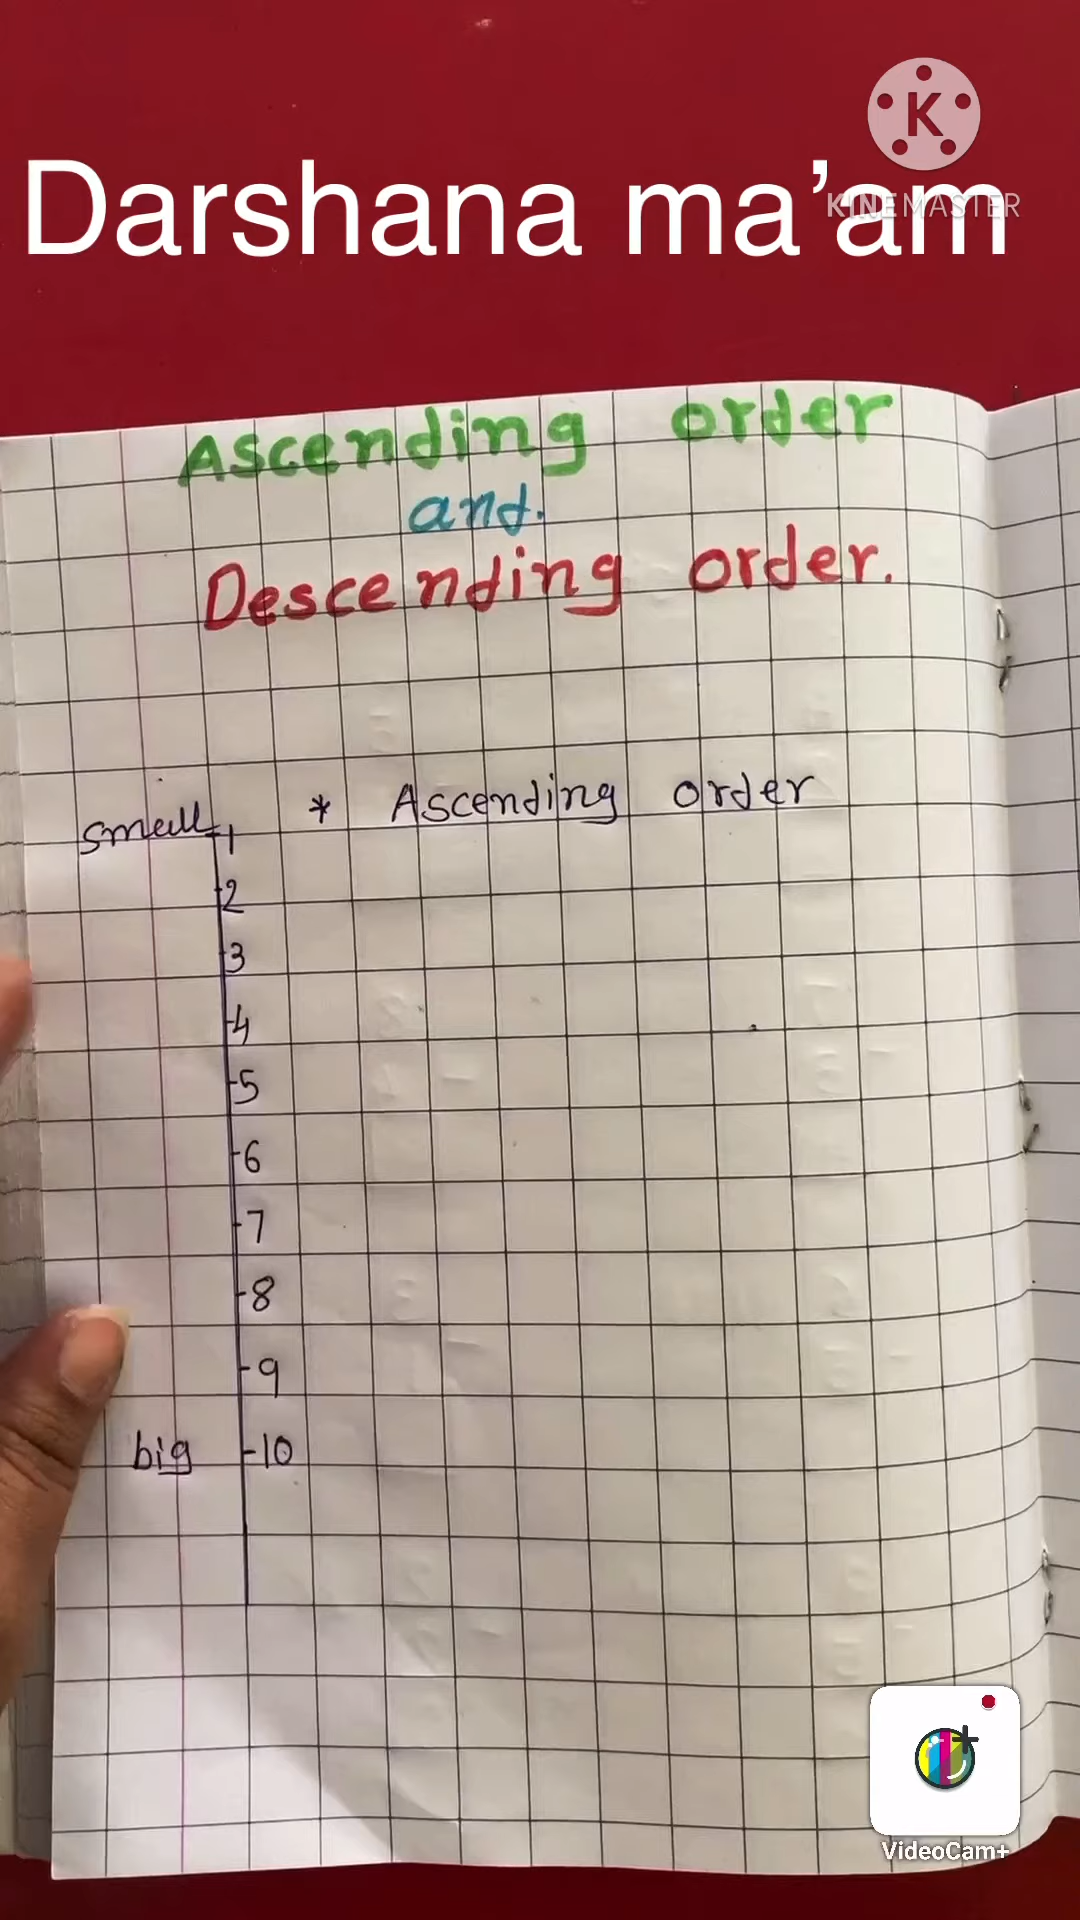 KINEMASTER
Darshana ma’am
Ascending order
and.
Descending order.
* Ascending order
small 1
2
3
4
5
6
7
8
9
big 10
VideoCam+